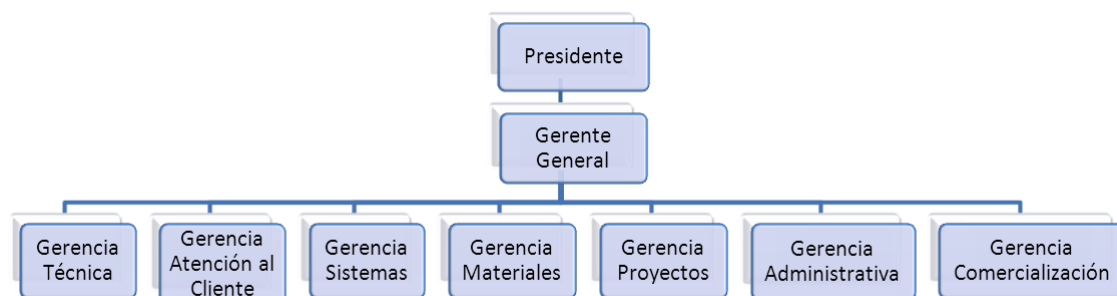 Presidente
Gerente
General
Gerencia
Técnica
Gerencia
Atención al
Cliente
Gerencia
Sistemas
Gerencia
Materiales
Gerencia
Proyectos
Gerencia
Administrativa
Gerencia
Comercialización